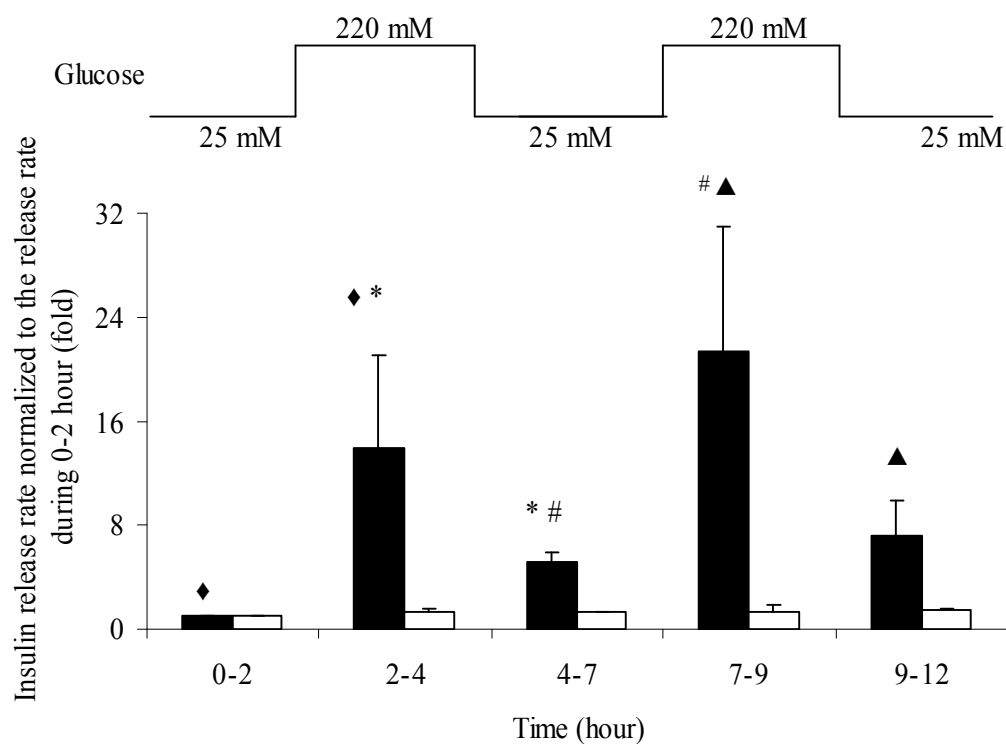 220 mM 220 mM
Glucose
25 mM 25 mM 25 mM
Insulin release rate normalized to the release rate
during 0-2 hour (fold)
# ▲
32
♦ *
24
16
▲
* #
8
♦
0
0-2 2-4 4-7 7-9 9-12
Time (hour)